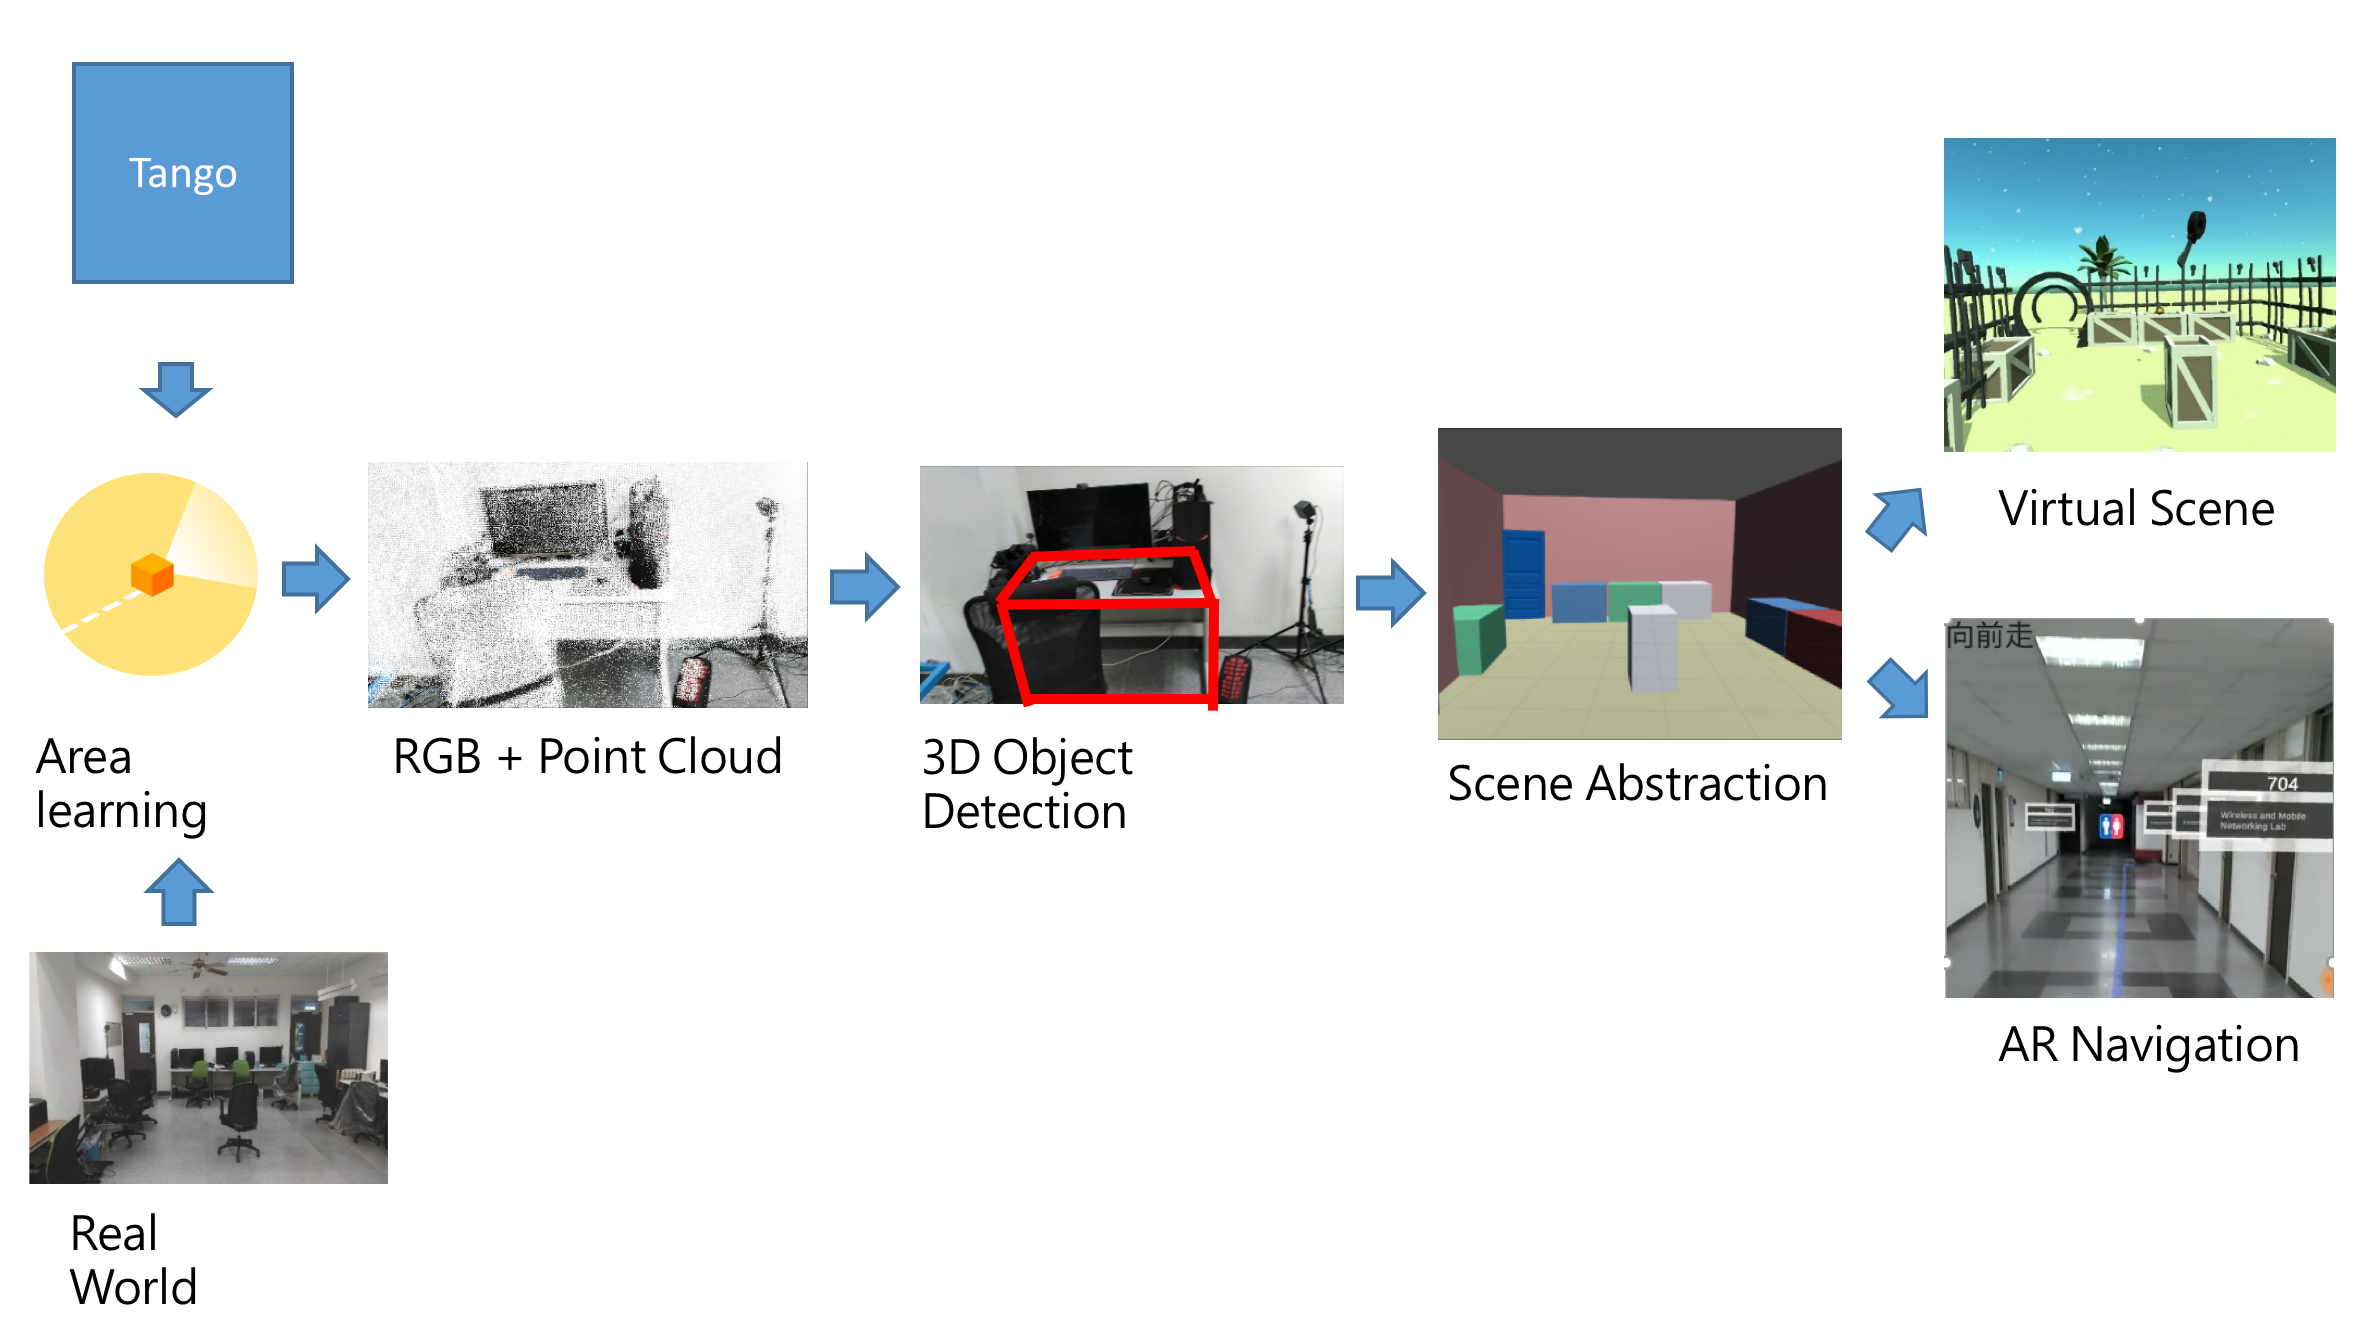 Tango
Area
learning
RGB + Point Cloud
3D Object
Detection
Scene Abstraction
Virtual Scene
向前走
704
Wireless and Mobile
Networking Lab
AR Navigation
Real
World